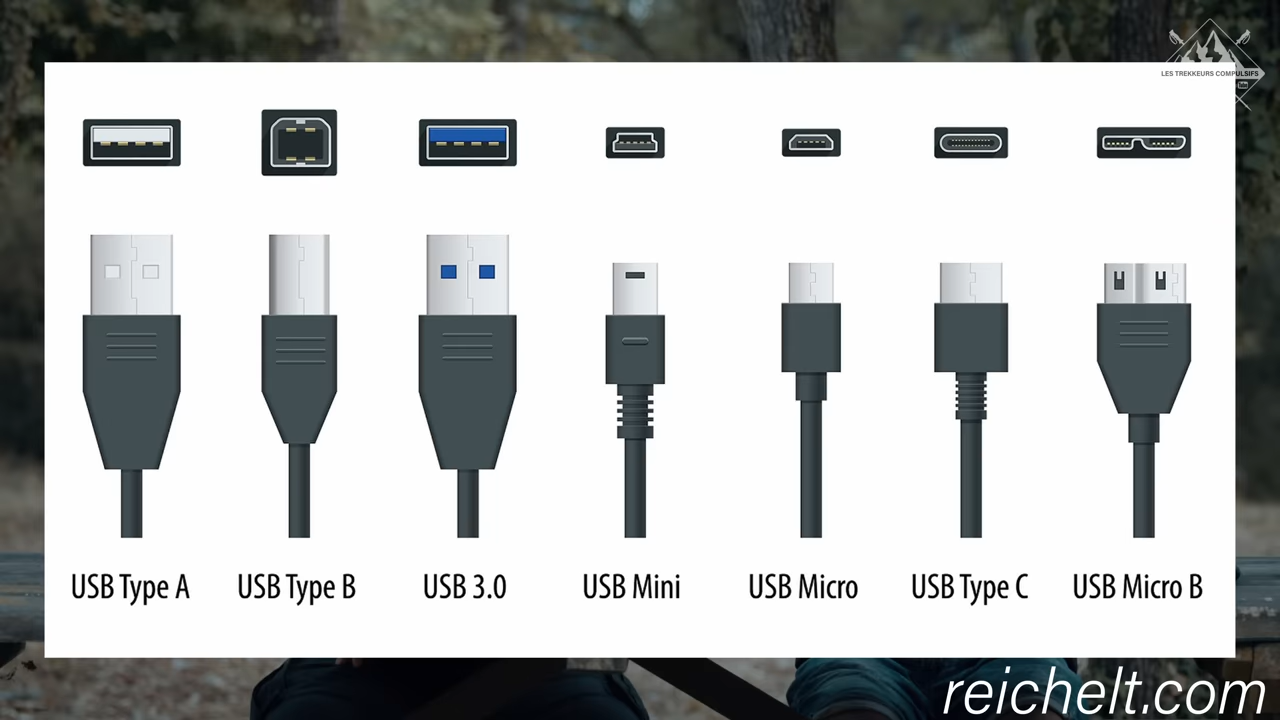 LES TREKKEURS COMPULSIFS
USB Type A
USB Type B
USB 3.0
USB Mini
USB Micro
USB Type C
USB Micro B
reichelt.com